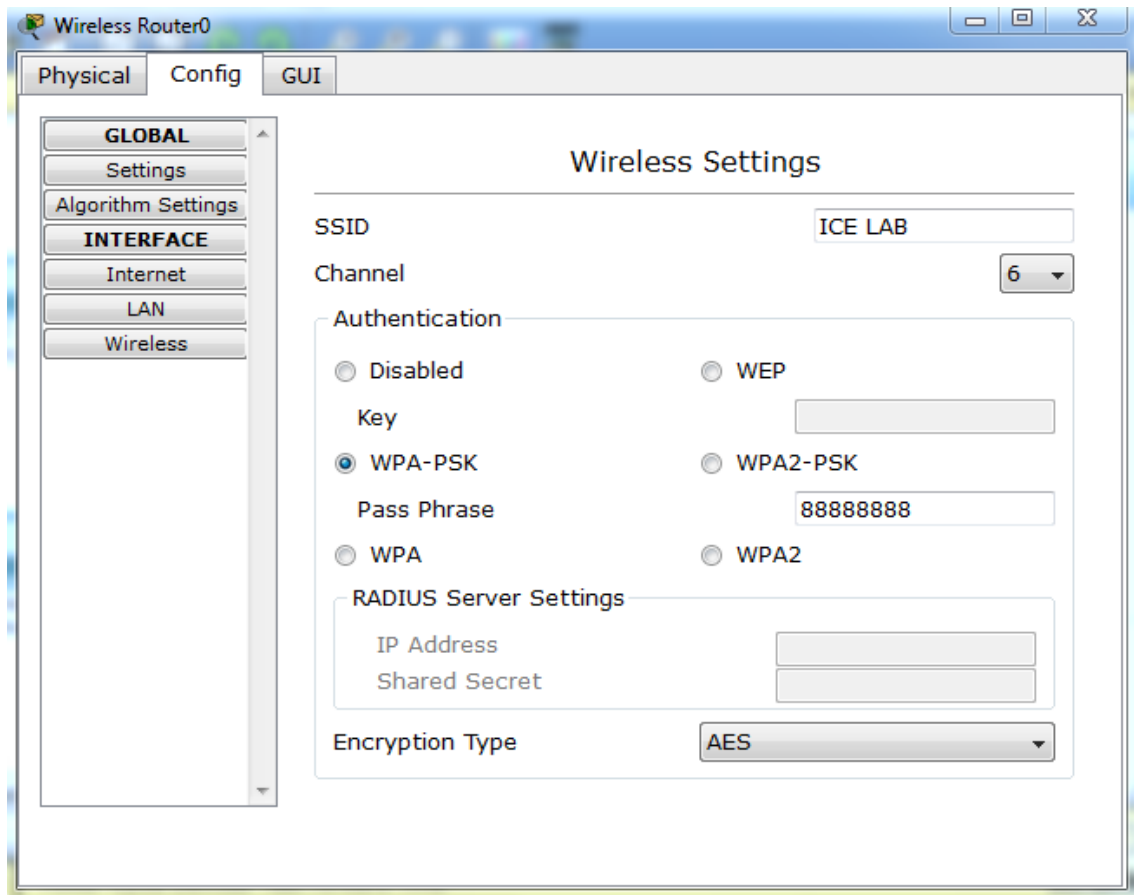 Wireless Router0
Physical Config GUI
GLOBAL
Settings
Algorithm Settings
INTERFACE
Internet
LAN
Wireless
Wireless Settings
SSID ICE LAB
Channel 6
Authentication
Disabled WEP
Key
WPA-PSK WPA2-PSK
Pass Phrase 88888888
WPA WPA2
RADIUS Server Settings
IP Address
Shared Secret
Encryption Type AES